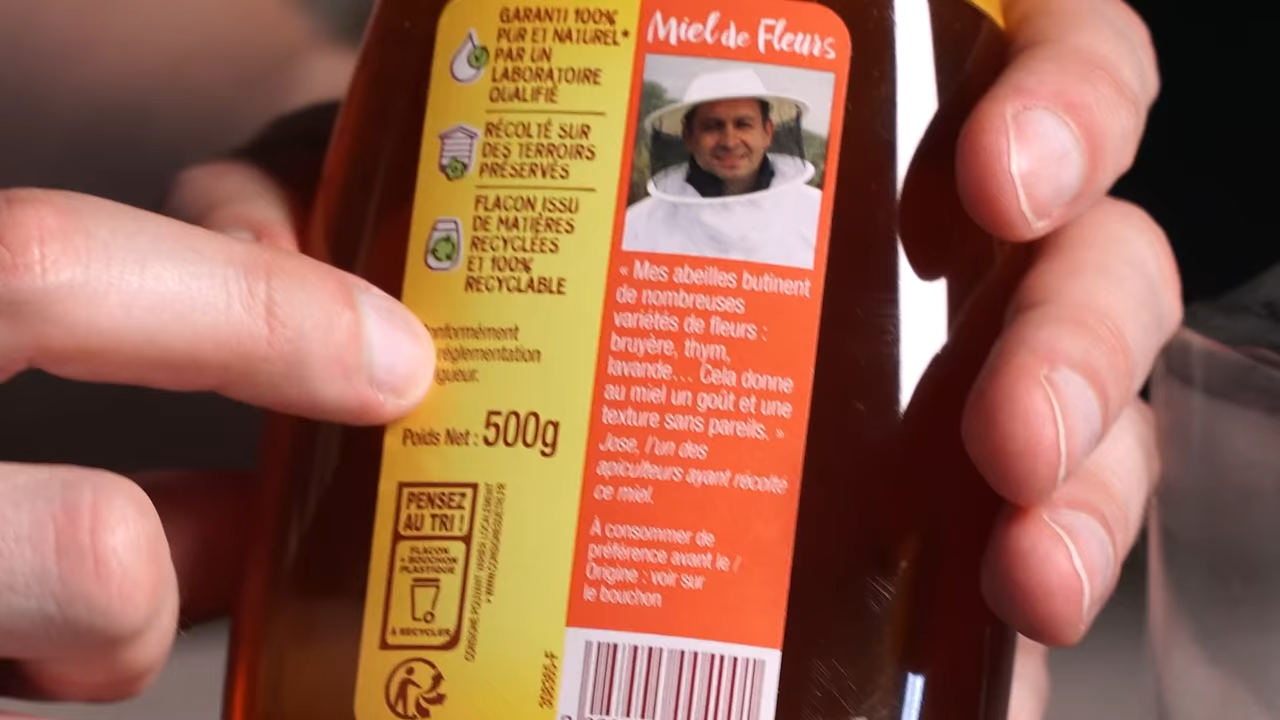 GARANTI 100%
PUR ET NATUREL*
PAR UN
LABORATOIRE
QUALIFIÉ
RÉCOLTÉ SUR
DES TERROIRS
PRÉSERVÉS
FLACON ISSU
DE MATIÈRES
RECYCLÉES
ET 100%
RECYCLABLE
onformément
réglementation
igueur.
Poids Net : 500g
PENSEZ
AU TRI !
FLACON
+ BOUCHON
PLASTIQUE
À RECYCLER
CONSIGNE POUVANT VARIER LOCALEMENT
Miel de Fleurs
« Mes abeilles butinent
de nombreuses
variétés de fleurs :
bruyère, thym,
lavande... Cela donne
au miel un goût et une
texture sans pareils. »
Jose, l'un des
apiculteurs ayant récolté
ce miel.
À consommer de
préférence avant le /
Origine : voir sur
le bouchon